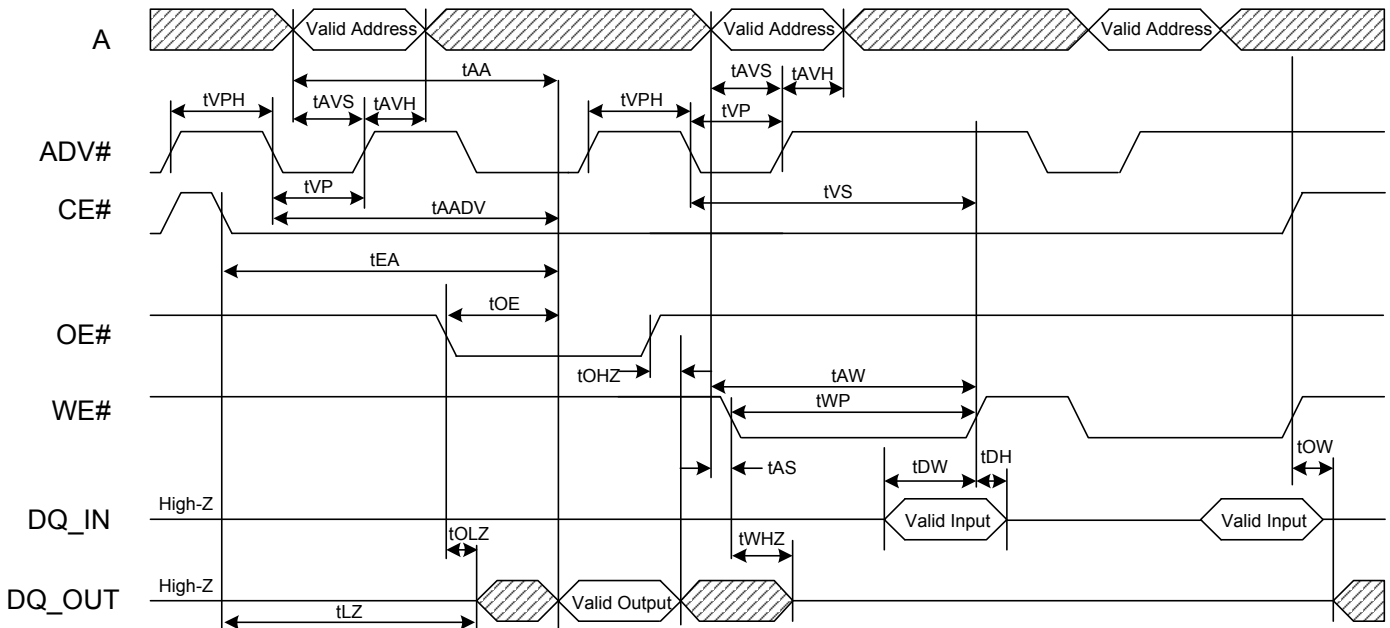 A
Valid Address
Valid Address
Valid Address
tAA
tAVS
tAVH
tVPH
tAVS
tAVH
tVPH
tVP
ADV#
tVP
tVS
CE#
tAADV
tEA
tOE
OE#
tOHZ
tAW
tWP
WE#
tAS
tDW
tDH
tOW
High-Z
DQ_IN
Valid Input
Valid Input
tOLZ
tWHZ
High-Z
DQ_OUT
Valid Output
tLZ